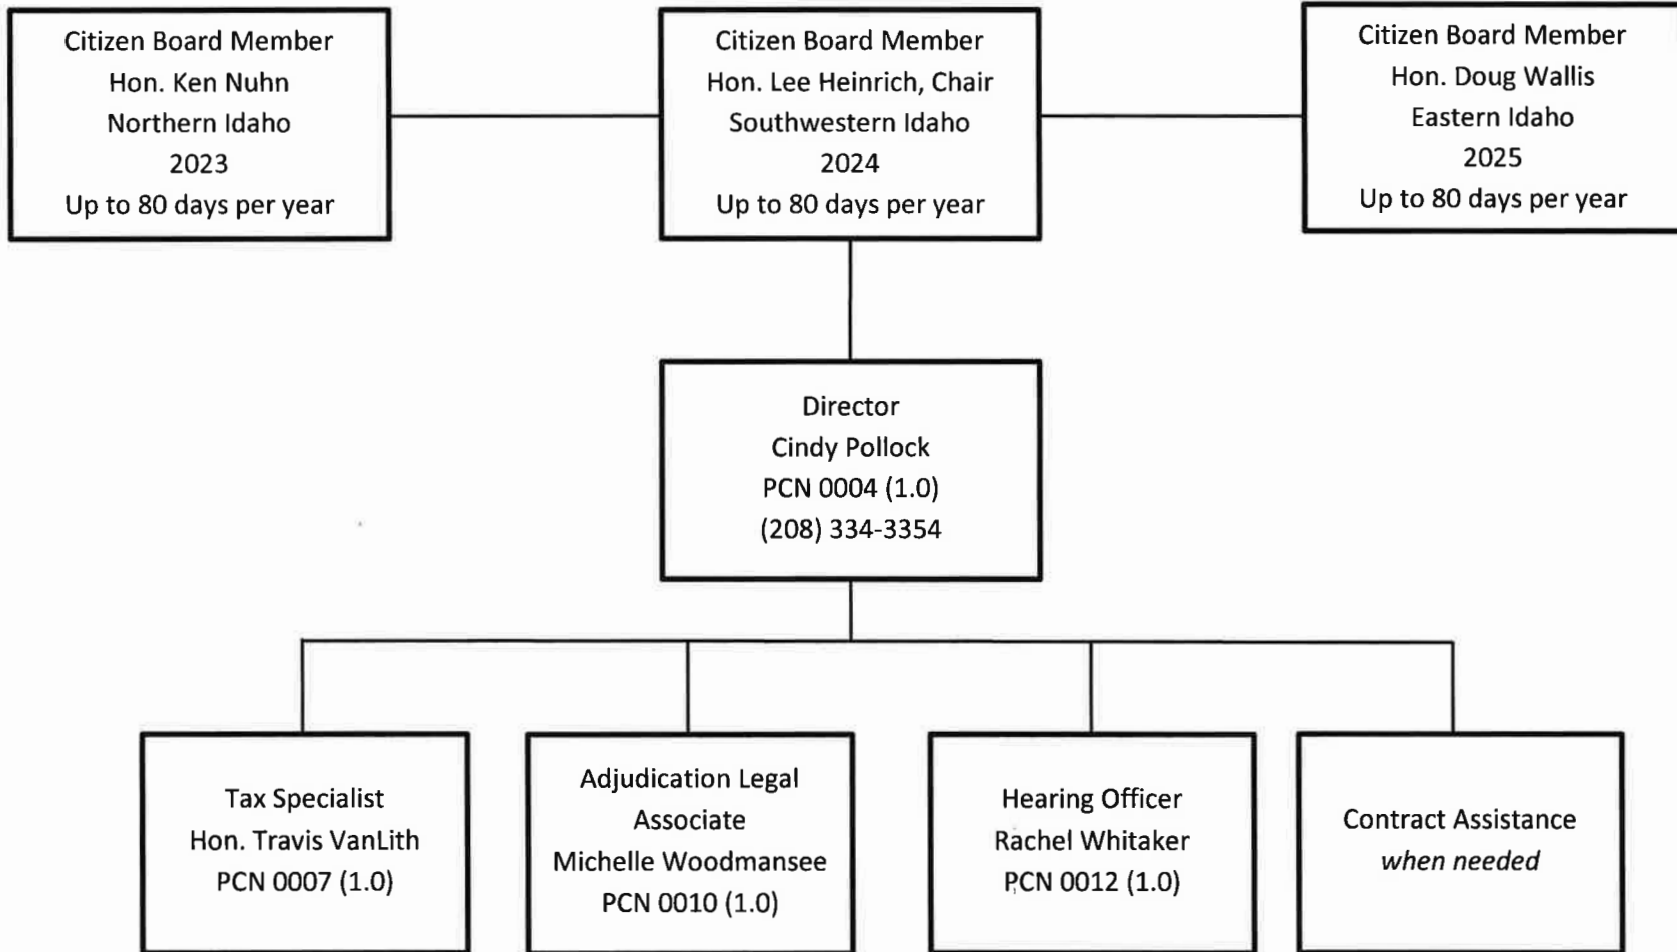 Citizen Board Member
Hon. Ken Nuhn
Northern Idaho
2023
Up to 80 days per year
Citizen Board Member
Hon. Lee Heinrich, Chair
Southwestern Idaho
2024
Up to 80 days per year
Citizen Board Member
Hon. Doug Wallis
Eastern Idaho
2025
Up to 80 days per year
Director
Cindy Pollock
PCN 0004 (1.0)
(208) 334-3354
Tax Specialist
Hon. Travis VanLith
PCN 0007 (1.0)
Adjudication Legal
Associate
Michelle Woodmansee
PCN 0010 (1.0)
Hearing Officer
Rachel Whitaker
PCN 0012 (1.0)
Contract Assistance
when needed